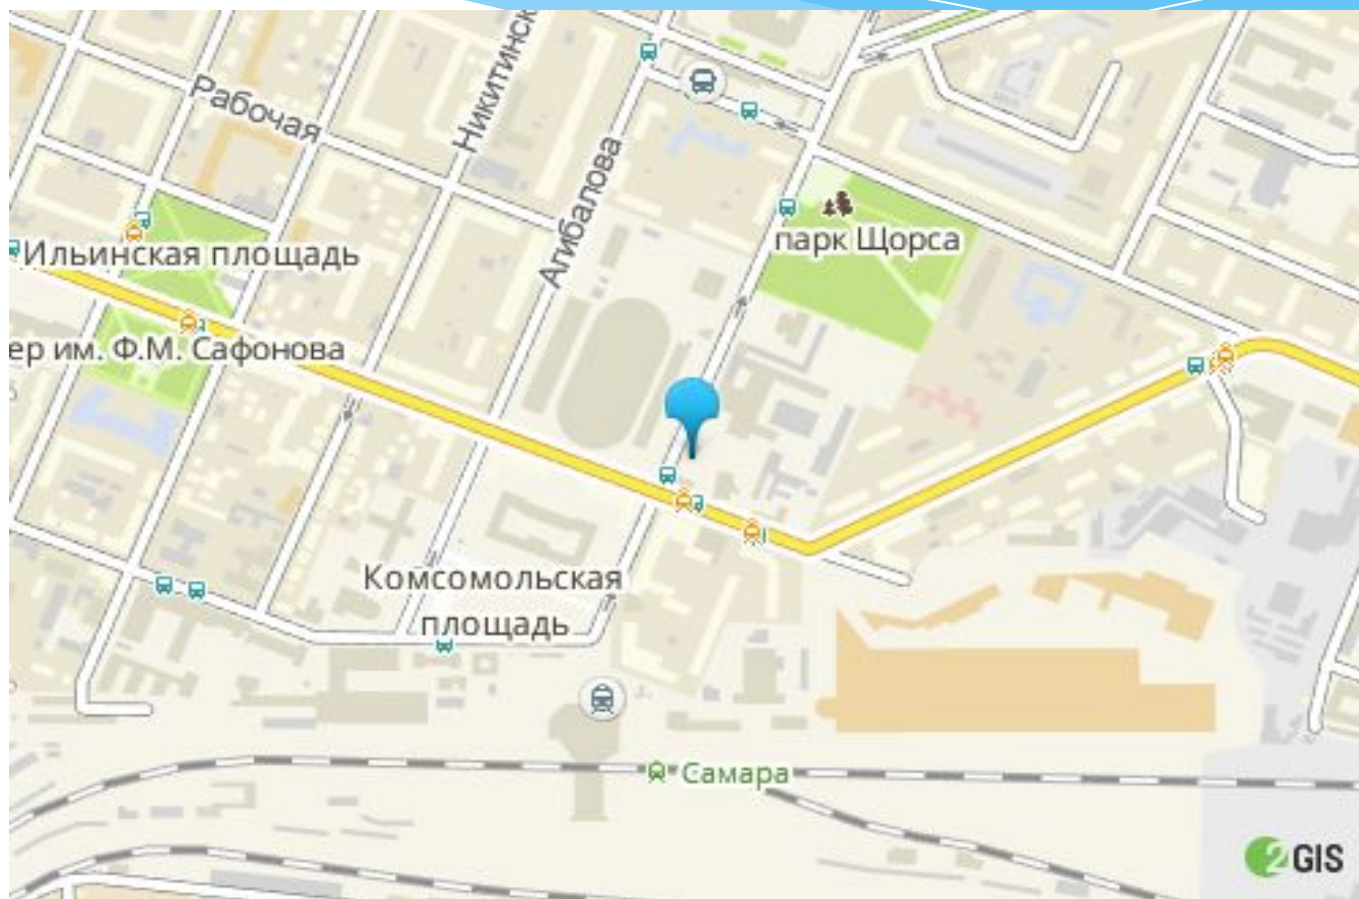 Никитинск
Рабочая
Агибалова
парк Щорса
Ильинская площадь
ер им. Ф.М. Сафонова
Комсомольская
площадь
Самара
2GIS